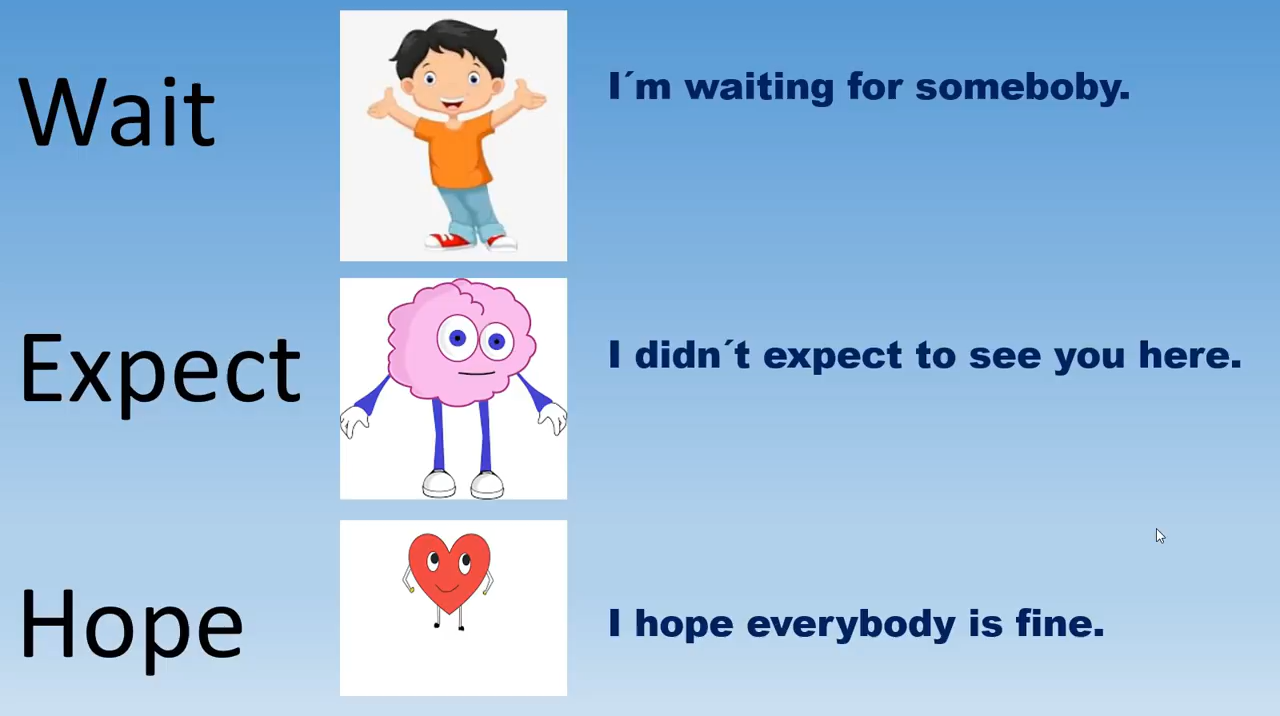 Wait
I´m waiting for someboby.
Expect
I didn´t expect to see you here.
Hope
I hope everybody is fine.